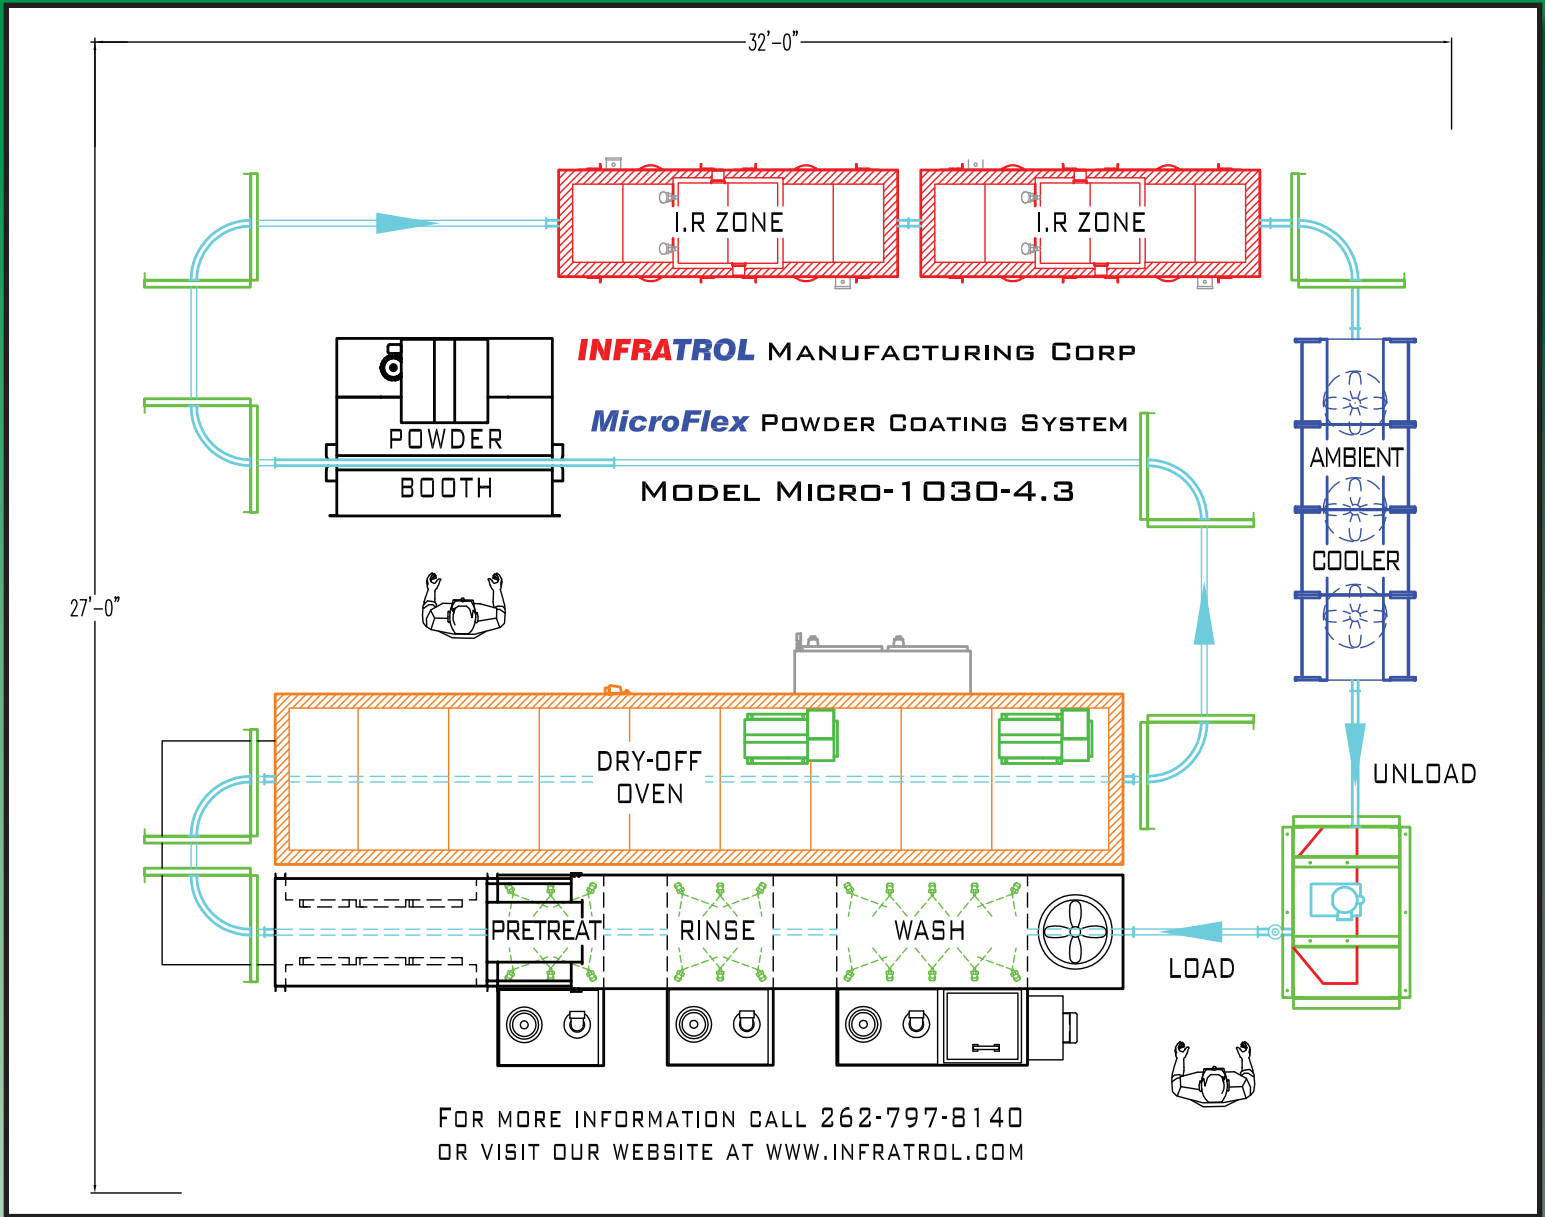 32'-0"
I.R ZONE
I.R ZONE
INFRATROL MANUFACTURING CORP
MicroFlex POWDER COATING SYSTEM
MODEL MICRO-1030-4.3
POWDER
BOOTH
AMBIENT
COOLER
27'-0"
DRY-OFF
OVEN
UNLOAD
PRETREAT
RINSE
WASH
LOAD
FOR MORE INFORMATION CALL 262-797-8140
OR VISIT OUR WEBSITE AT WWW.INFRATROL.COM